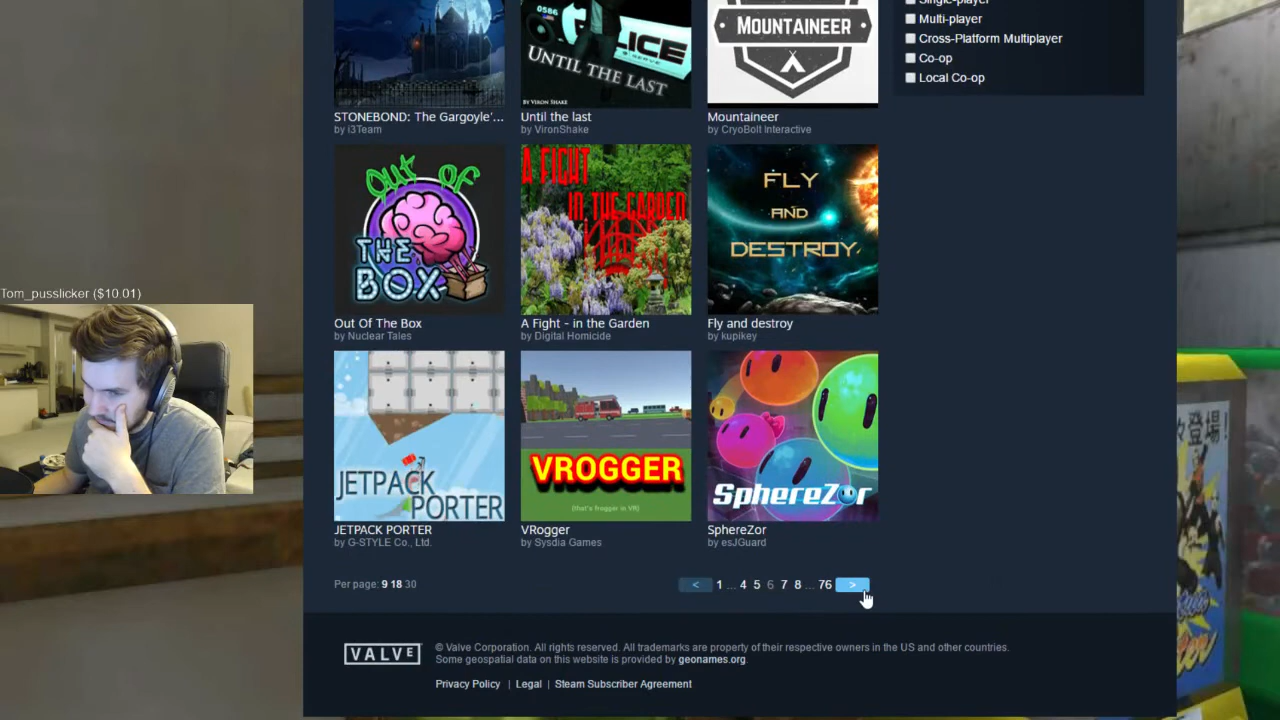 Single-player
Multi-player
Cross-Platform Multiplayer
Co-op
Local Co-op
0586
LICE
UNTIL THE LAST
BY VIRON SHAKE
MOUNTAINEER
STONEBOND: The Gargoyle'...
by i3Team
Until the last
by VironShake
Mountaineer
by CryoBolt Interactive
OUT OF
THE
BOX
A FIGHT
IN THE GARDEN
FLY
AND
DESTROY
Out Of The Box
by Nuclear Tales
A Fight - in the Garden
by Digital Homicide
Fly and destroy
by kupikey
Tom_pusslicker ($10.01)
JETPACK
PORTER
VROGGER
(that's frogger in VR)
SPHEREZOR
JETPACK PORTER
by G-STYLE Co., Ltd.
VRogger
by Sysdia Games
SphereZor
by esJGuard
Per page: 9 18 30
< 1 ... 4 5 6 7 8 ... 76 >
VALVE
© Valve Corporation. All rights reserved. All trademarks are property of their respective owners in the US and other countries.
Some geospatial data on this website is provided by geonames.org.
Privacy Policy | Legal | Steam Subscriber Agreement
登場!